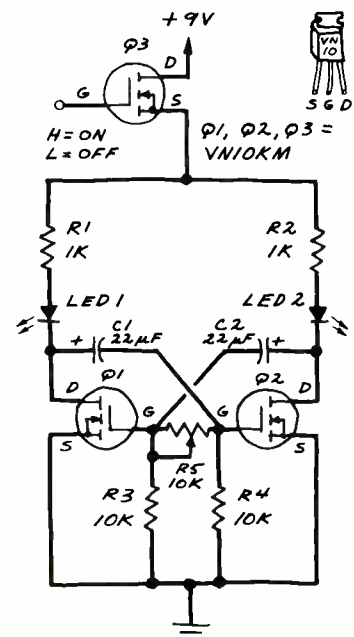 +9V
Q3
D
G
S
VN
10
S G D
H=ON
L=OFF
Q1, Q2, Q3 =
VN10KM
R1
1K
R2
1K
LED 1
LED 2
+
C1
22µF
C2
22µF
+
Q1
Q2
D
D
G
G
S
S
R5
10K
R3
10K
R4
10K